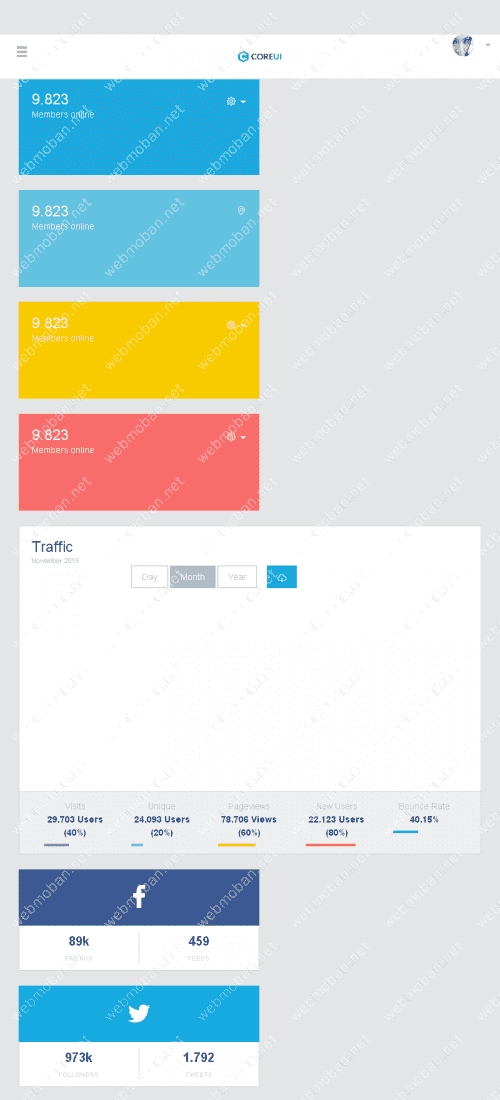 COREUI
9.823
Members online
9.823
Members online
9.823
Members online
9.823
Members online
Traffic
November 2015
Day Month Year
Visits Unique Pageviews New Users Bounce Rate
29.703 Users 24.093 Users 78.706 Views 22.123 Users 40.15%
(40%) (20%) (60%) (80%)
f
89k 459
FRIENDS FEEDS
973k 1.792
FOLLOWERS TWEETS
webmoban.net